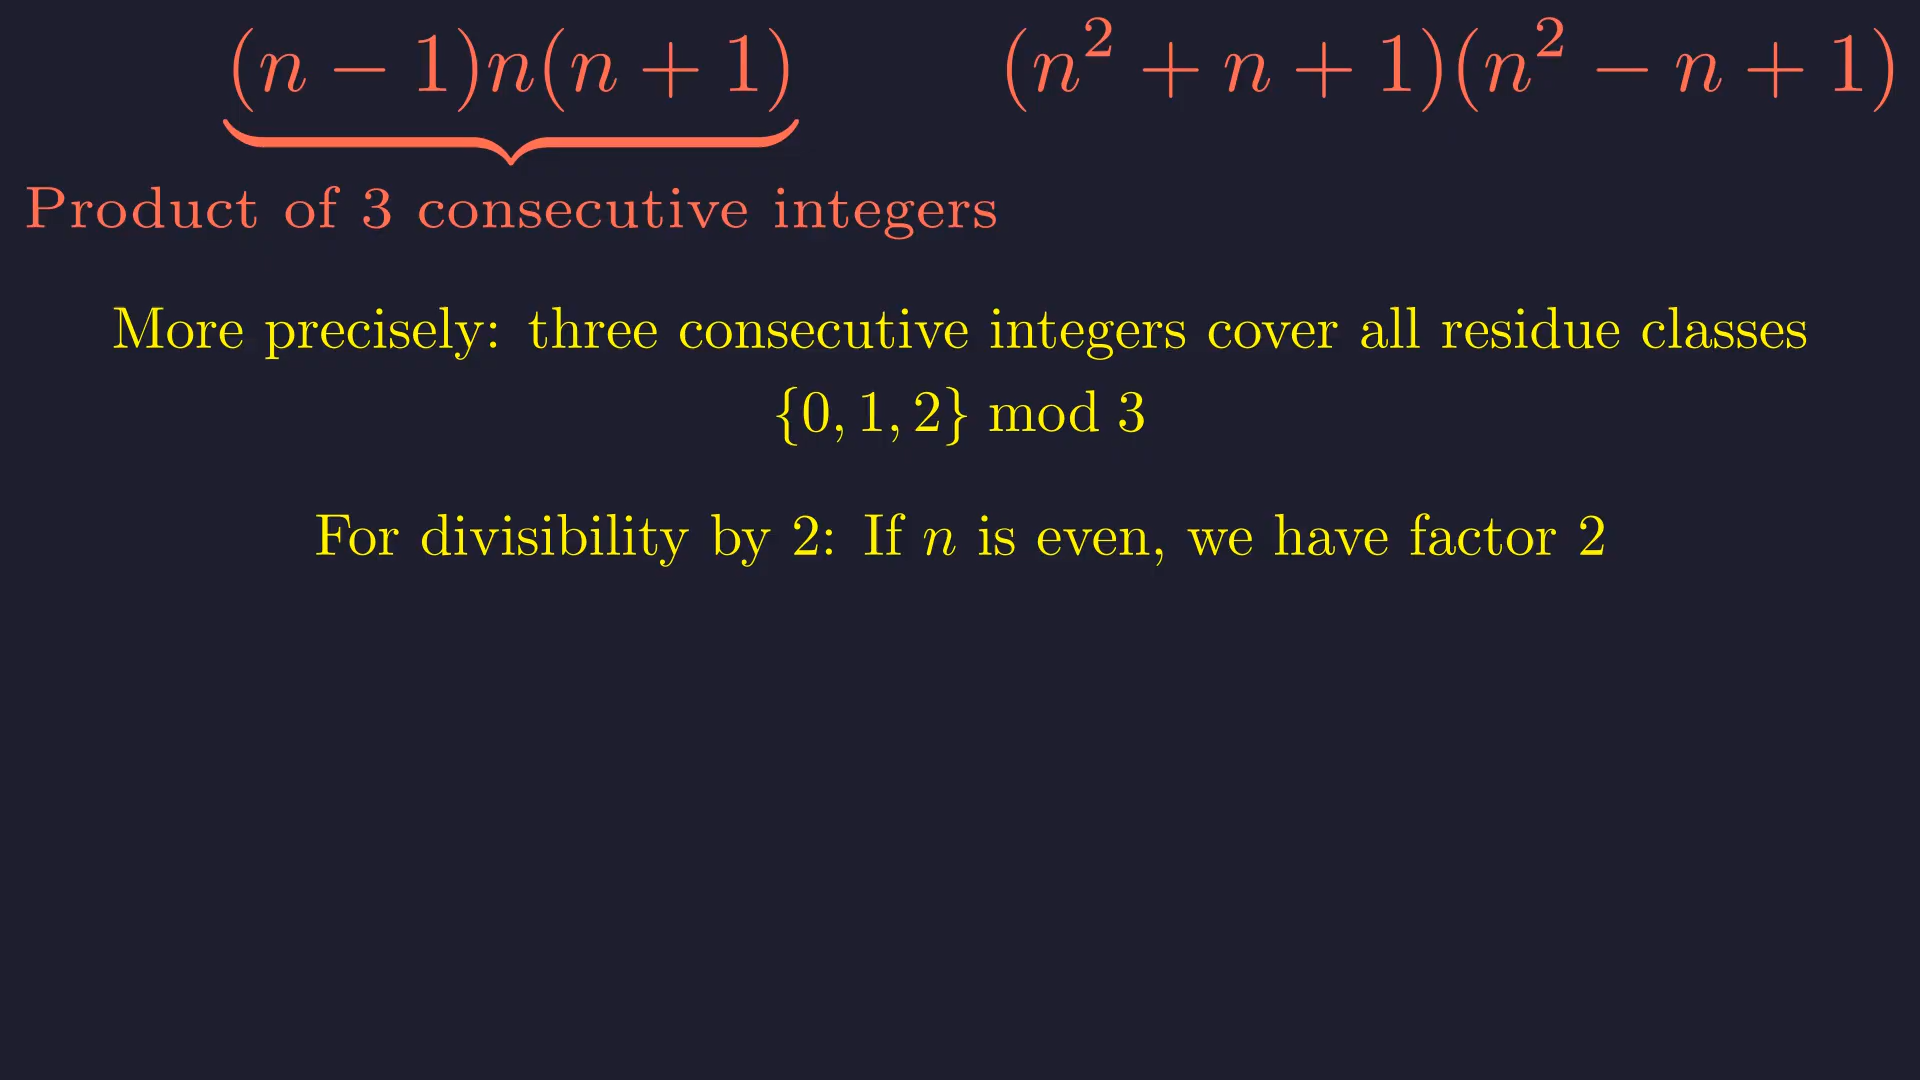 (n − 1)n(n + 1) (n² + n + 1)(n² − n + 1)
Product of 3 consecutive integers
More precisely: three consecutive integers cover all residue classes
{0, 1, 2} mod 3
For divisibility by 2: If n is even, we have factor 2